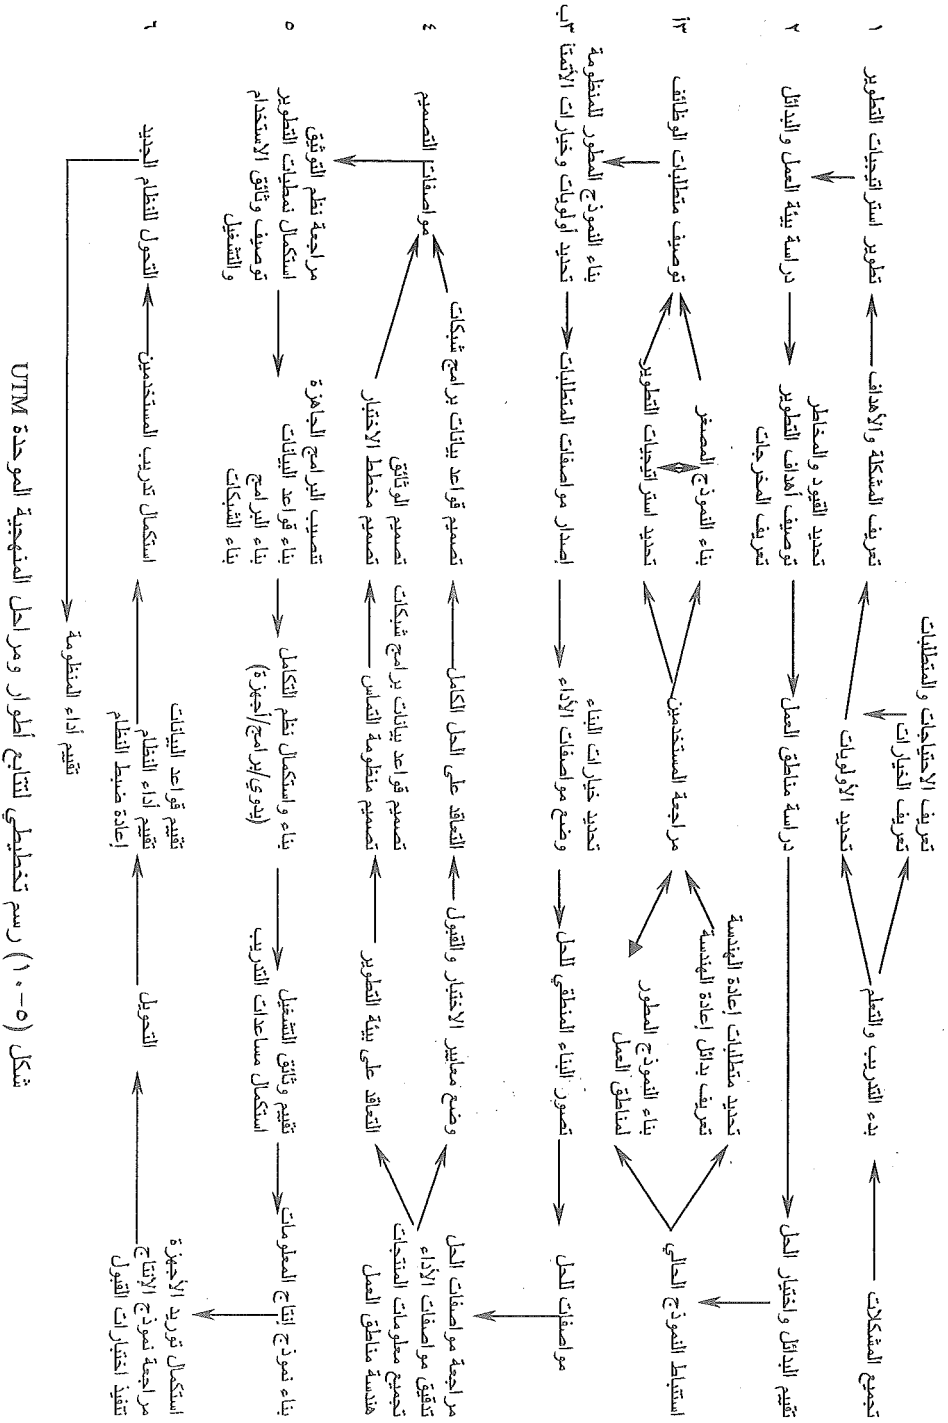 تجميع المشكلات
بدء التدريب والتعلم
تعريف الاحتياجات والمتطلبات
تعريف الخيارات
تحديد الأولويات
تعريف المشكلة والأهداف
تطوير استراتيجيات التطوير
١
تقييم البدائل واختيار الحل
دراسة مناطق العمل
تحديد القيود والمخاطر
توصيف أهداف التطوير
تعريف المخرجات
دراسة بيئة العمل والبدائل
٢
استنباط النموذج الحالي
تحديد متطلبات إعادة الهندسة
تعريف بدائل إعادة الهندسة
بناء النموذج المطور
لمناطق العمل
مراجعة المستخدمين
بناء النموذج المصغر
تحديد استراتيجيات التطوير
توصيف متطلبات الوظائف
٣أ
مواصفات للحل
تصور البناء المنطقي للحل
تحديد خيارات البناء
وضع مواصفات الأداء
إصدار مواصفات المتطلبات
بناء النموذج المطور للمنظومة
تحديد أولويات وخيارات الأتمتة
٣ب
مراجعة مواصفات الحل
تدقيق مواصفات الأداء
تجميع معلومات المنتجات
هندسة مناطق العمل
وضع معايير الاختبار والقبول
التعاقد على بيئة التطوير
التعاقد على الحل الكامل
تصميم قواعد بيانات برامج شبكات
تصميم منظومة التماس
تصميم قواعد بيانات برامج شبكات
تصميم الوثائق
تصميم مخطط الاختبار
مواصفات التصميم
٤
بناء نموذج إنتاج المعلومات
تقييم وثائق التشغيل
استكمال مساعدات التدريب
بناء واستكمال نظم التكامل
(يدوي/برامج/أجهزة)
تنصيب البرامج الجاهزة
بناء قواعد البيانات
بناء البرامج
بناء الشبكات
مراجعة نظم التوثيق
استكمال نمطيات التطوير
توصيف وثائق الاستخدام
والتشغيل
٥
استكمال توريد الأجهزة
مراجعة نموذج الإنتاج
تنفيذ اختبارات القبول
التحويل
تقييم قواعد البيانات
تقييم أداء النظام
إعادة ضبط النظام
استكمال تدريب المستخدمين
التحول للنظام الجديد
٦
تقييم أداء المنظومة
شكل (٥-١٠) رسم تخطيطي لتتابع أطوار ومراحل المنهجية الموحدة UTM